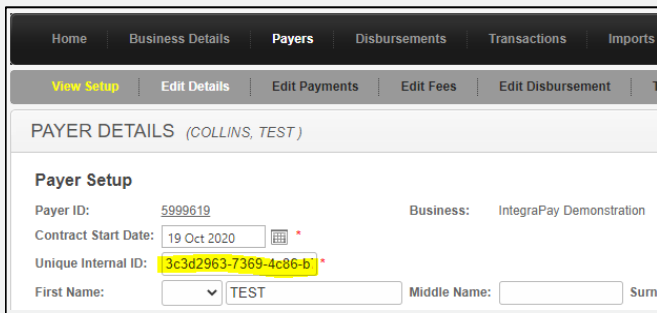 Home Business Details Payers Disbursements Transactions Imports
View Setup Edit Details Edit Payments Edit Fees Edit Disbursement
PAYER DETAILS (COLLINS, TEST )
Payer Setup
Payer ID: 5999619 Business: IntegraPay Demonstration
Contract Start Date: 19 Oct 2020 *
Unique Internal ID: 3c3d2963-7369-4c86-b *
First Name: TEST Middle Name: Surn